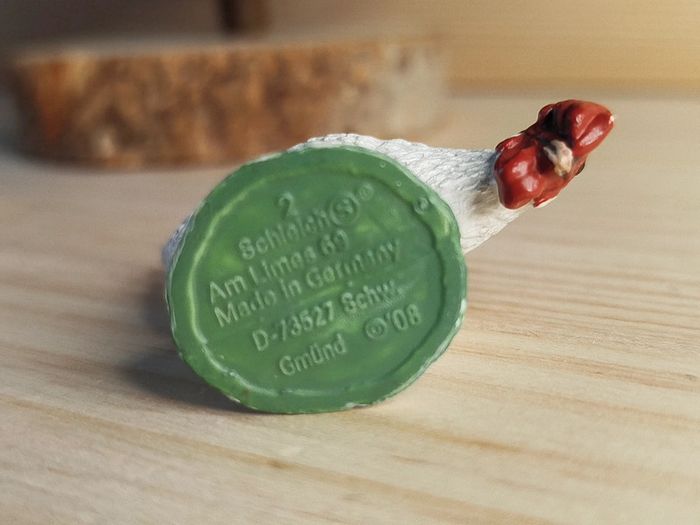 2
Schleich Ⓢ ®
Am Limes 69
Made in Germany
D-73527 Schw.
Gmünd ©'08